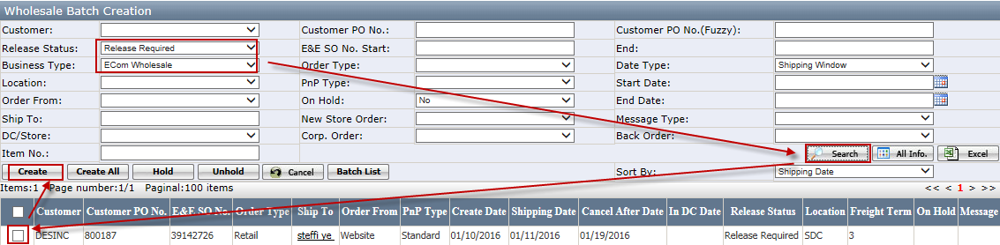 Wholesale Batch Creation
Customer: Customer PO No.: Customer PO No.(Fuzzy):
Release Status: Release Required E&E SO No. Start: End:
Business Type: ECom Wholesale Order Type: Date Type: Shipping Window
Location: PnP Type: Start Date:
Order From: On Hold: No End Date:
Ship To: New Store Order: Message Type:
DC/Store: Corp. Order: Back Order:
Item No.: Search All Info. Excel
Create Create All Hold Unhold Cancel Batch List Sort By: Shipping Date
Items:1 Page number:1/1 Paginal:100 items << < 1 > >>
Customer Customer PO No. E&E SO No. Order Type Ship To Order From PnP Type Create Date Shipping Date Cancel After Date In DC Date Release Status Location Freight Term On Hold Message
DESINC 800187 39142726 Retail steffi ye Website Standard 01/10/2016 01/11/2016 01/19/2016 Release Required SDC 3